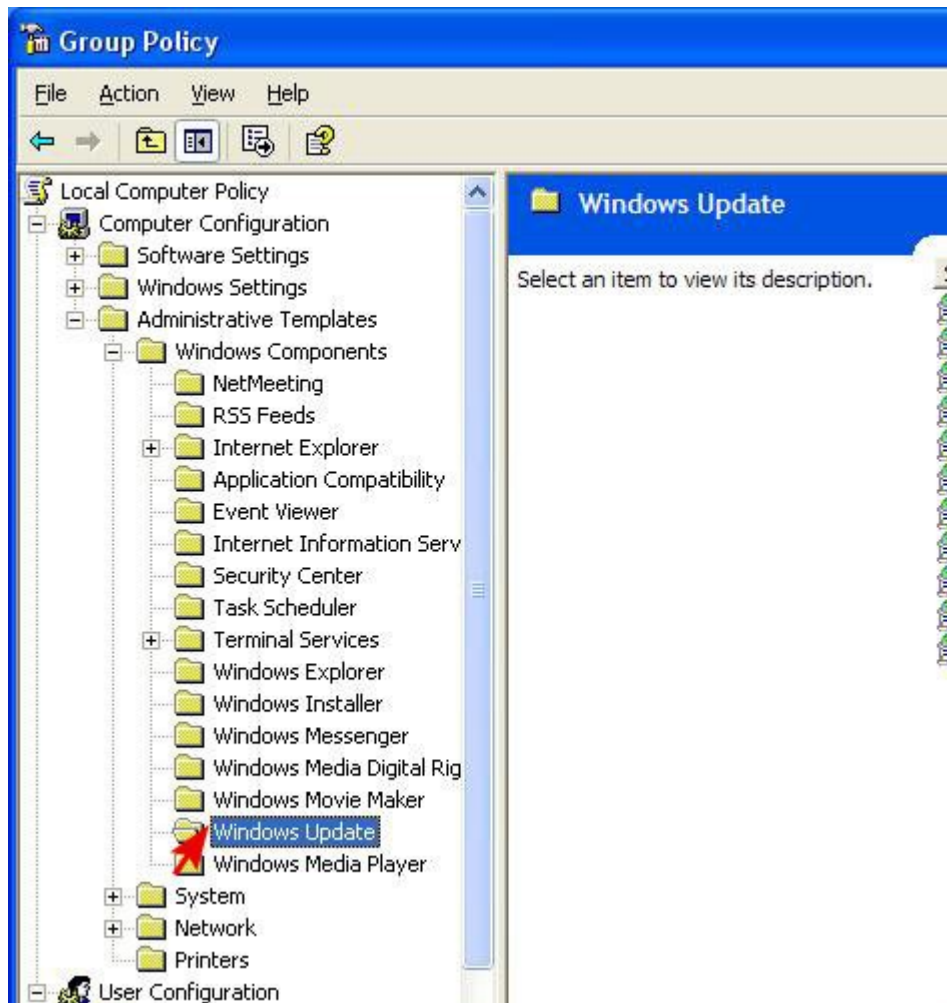 Group Policy
File Action View Help
Local Computer Policy
Computer Configuration
Software Settings
Windows Settings
Administrative Templates
Windows Components
NetMeeting
RSS Feeds
Internet Explorer
Application Compatibility
Event Viewer
Internet Information Serv
Security Center
Task Scheduler
Terminal Services
Windows Explorer
Windows Installer
Windows Messenger
Windows Media Digital Rig
Windows Movie Maker
Windows Update
Windows Media Player
System
Network
Printers
User Configuration
Windows Update
Select an item to view its description.